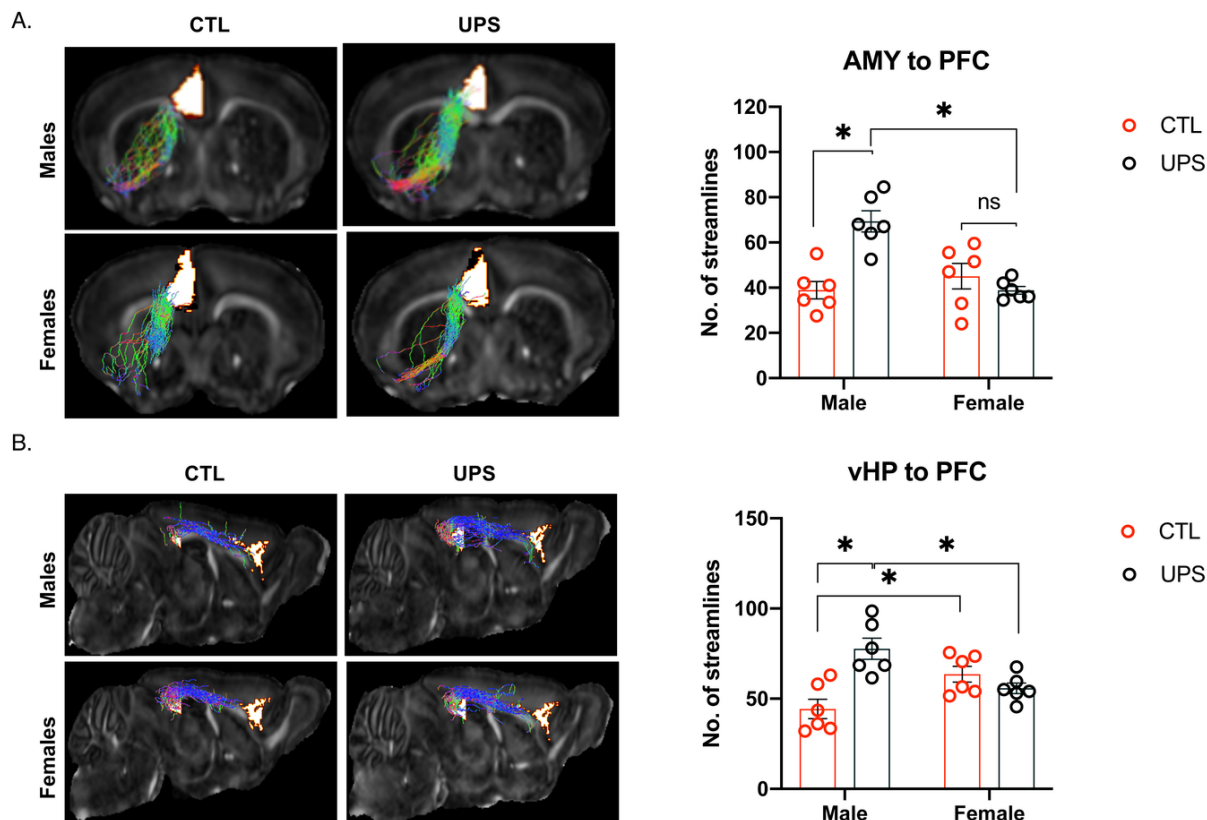 A.
CTL UPS
Males
Females
AMY to PFC
No. of streamlines
120
100
80
60
40
20
0
* *
ns
Male Female
CTL
UPS
B.
CTL UPS
Males
Females
vHP to PFC
No. of streamlines
150
100
50
0
* *
*
Male Female
CTL
UPS